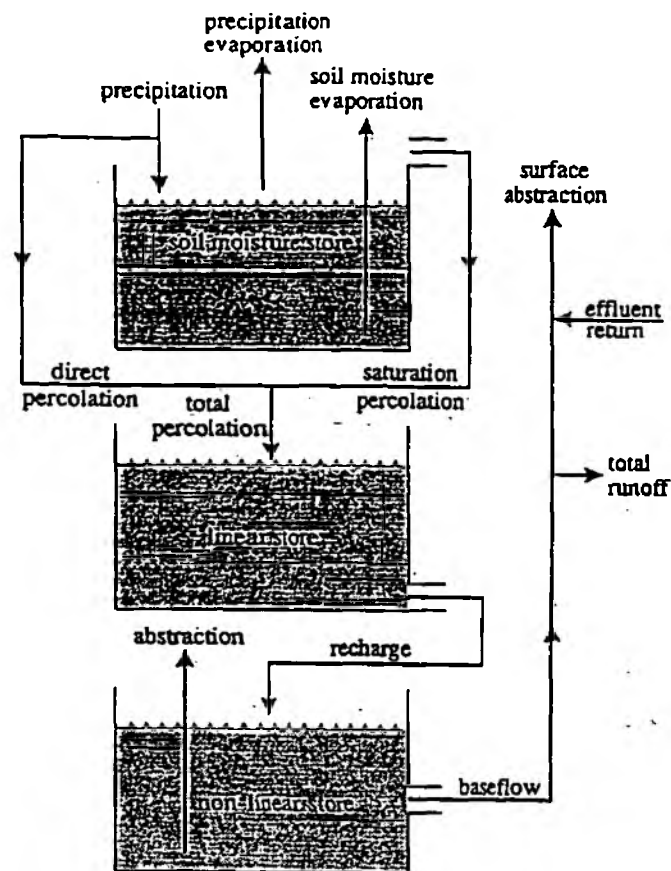 precipitation
evaporation
soil moisture
evaporation
precipitation
surface
abstraction
soil moisture store
effluent
return
direct
percolation
saturation
percolation
total
percolation
total
runoff
linear store
abstraction
recharge
baseflow
non-linear store